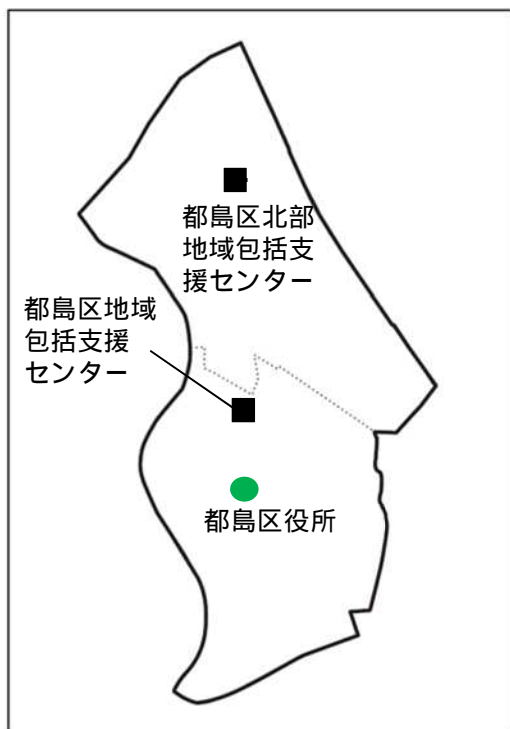 都島区北部
地域包括支
援センター
都島区地域
包括支援
センター
都島区役所